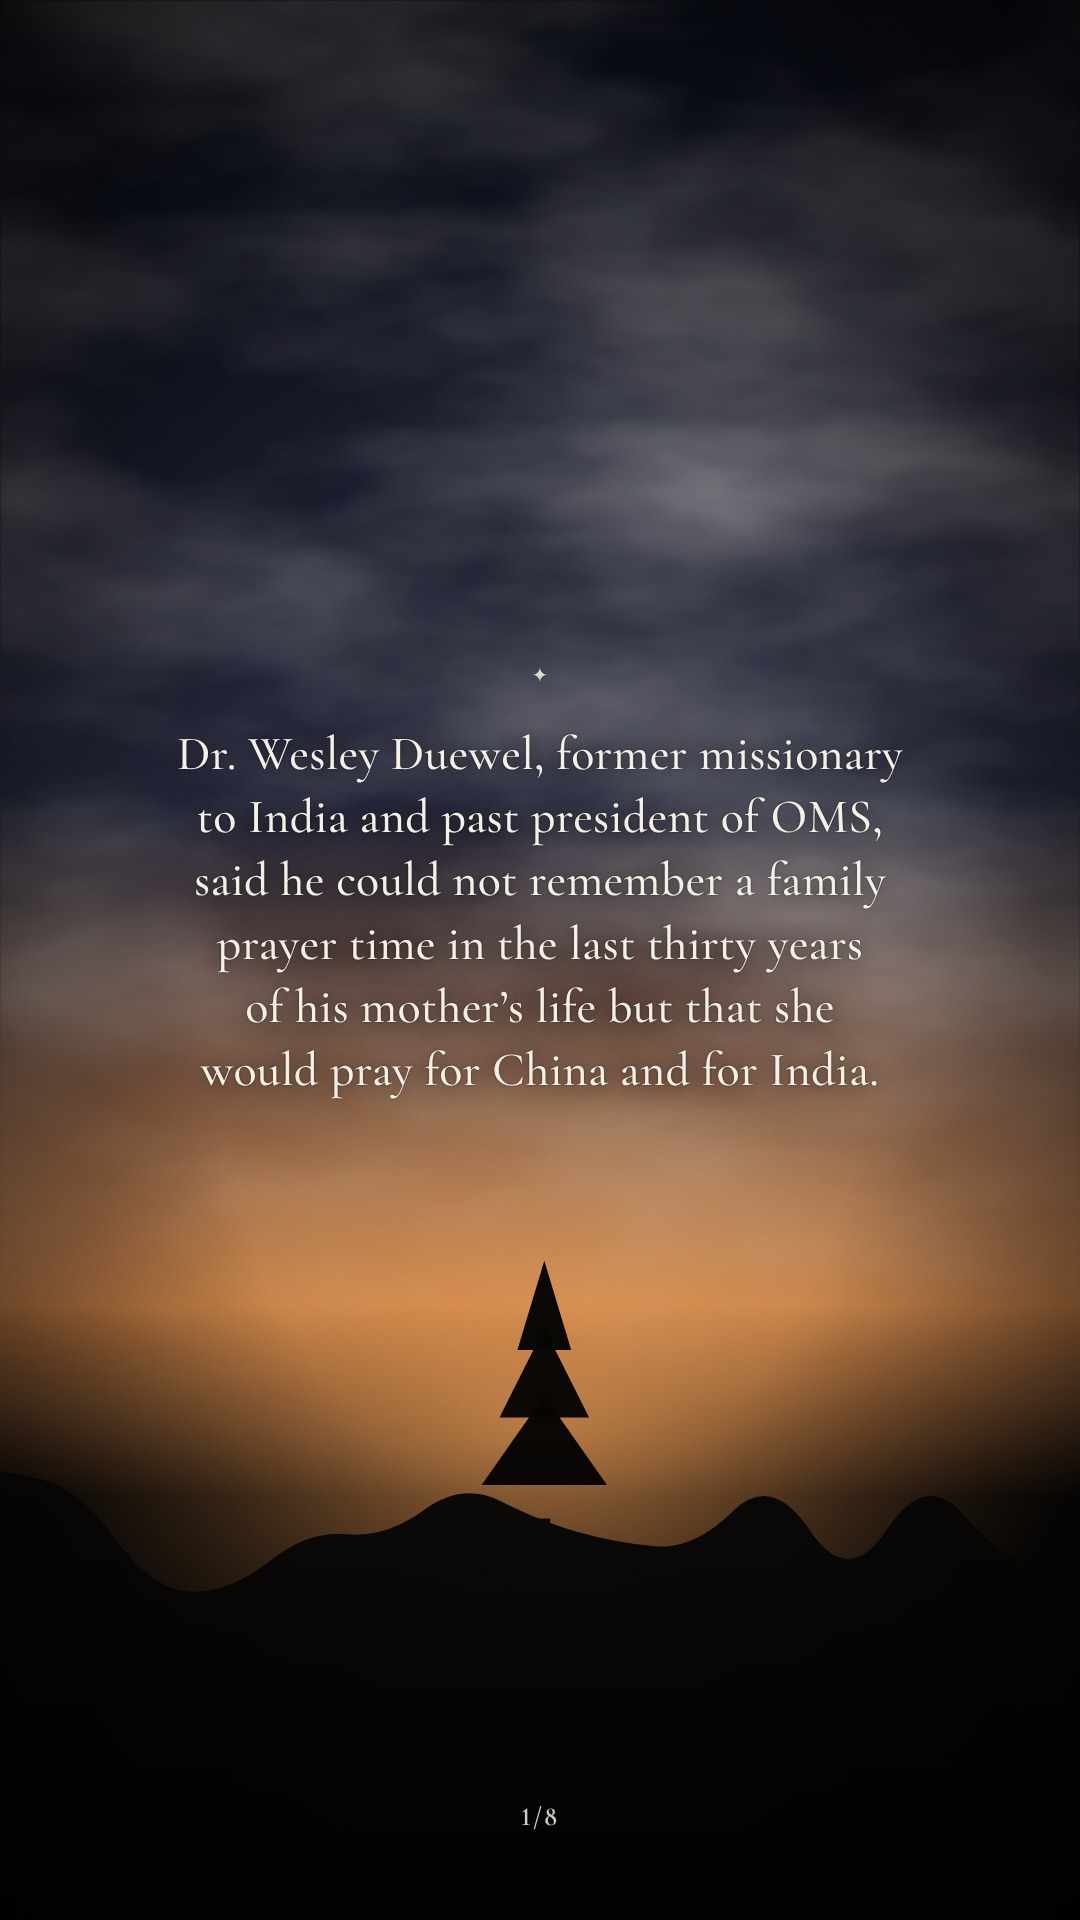 Dr. Wesley Duewel, former missionary
to India and past president of OMS,
said he could not remember a family
prayer time in the last thirty years
of his mother’s life but that she
would pray for China and for India.
1/8